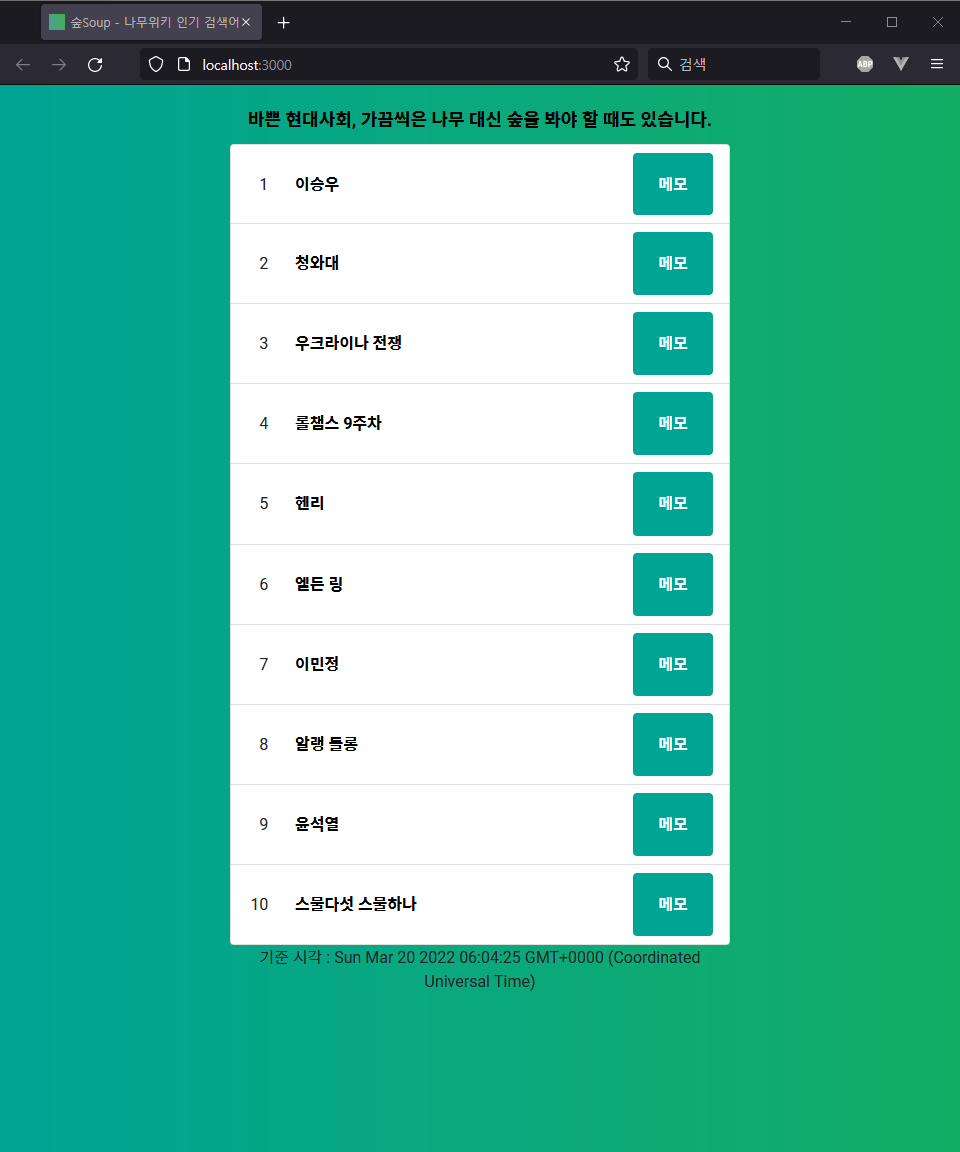 숲Soup - 나무위키 인기 검색어
localhost:3000
검색
ABP
바쁜 현대사회, 가끔씩은 나무 대신 숲을 봐야 할 때도 있습니다.
1 이승우 메모
2 청와대 메모
3 우크라이나 전쟁 메모
4 롤챔스 9주차 메모
5 헨리 메모
6 엘든 링 메모
7 이민정 메모
8 알랭 들롱 메모
9 윤석열 메모
10 스물다섯 스물하나 메모
기준 시각 : Sun Mar 20 2022 06:04:25 GMT+0000 (Coordinated
Universal Time)